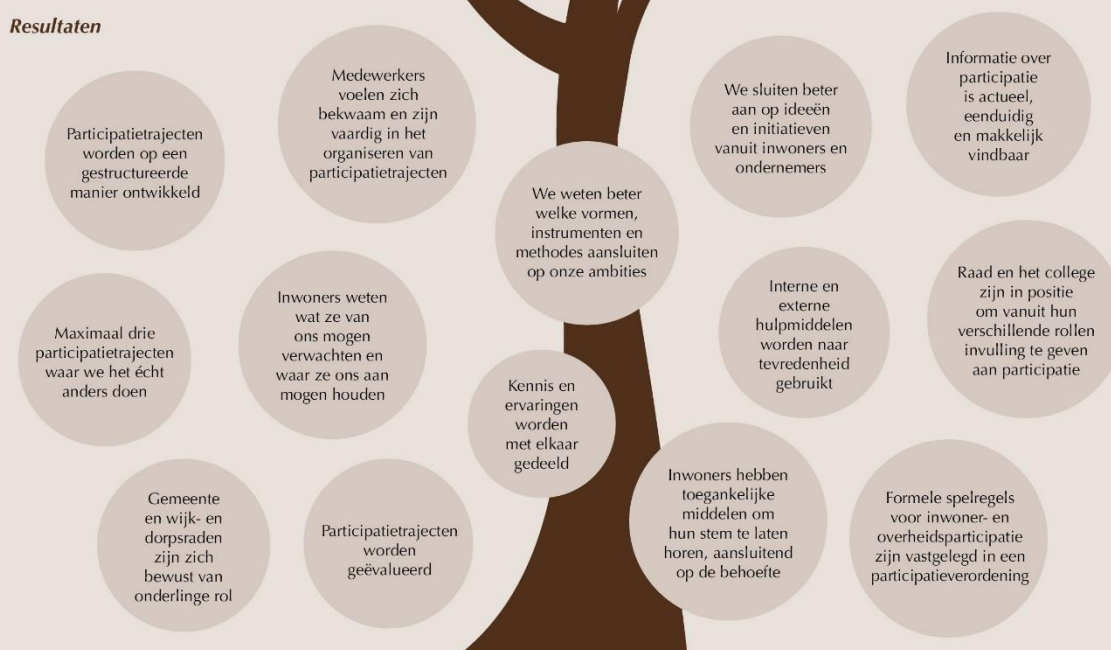 Resultaten
Participatietrajecten
worden op een
gestructureerde
manier ontwikkeld
Medewerkers
voelen zich
bekwaam en zijn
vaardig in het
organiseren van
participatietrajecten
We weten beter
welke vormen,
instrumenten en
methodes aansluiten
op onze ambities
We sluiten beter
aan op ideeën
en initiatieven
vanuit inwoners en
ondernemers
Informatie over
participatie
is actueel,
eenduidig
en makkelijk
vindbaar
Maximaal drie
participatietrajecten
waar we het écht
anders doen
Inwoners weten
wat ze van
ons mogen
verwachten en
waar ze ons aan
mogen houden
Kennis en
ervaringen
worden
met elkaar
gedeeld
Interne en
externe
hulpmiddelen
worden naar
tevredenheid
gebruikt
Raad en het college
zijn in positie
om vanuit hun
verschillende rollen
invulling te geven
aan participatie
Gemeente
en wijk- en
dorpsraden
zijn zich
bewust van
onderlinge rol
Participatietrajecten
worden
geëvalueerd
Inwoners hebben
toegankelijke
middelen om
hun stem te laten
horen, aansluitend
op de behoefte
Formele spelregels
voor inwoner- en
overheidsparticipatie
zijn vastgelegd in een
participatieverordening